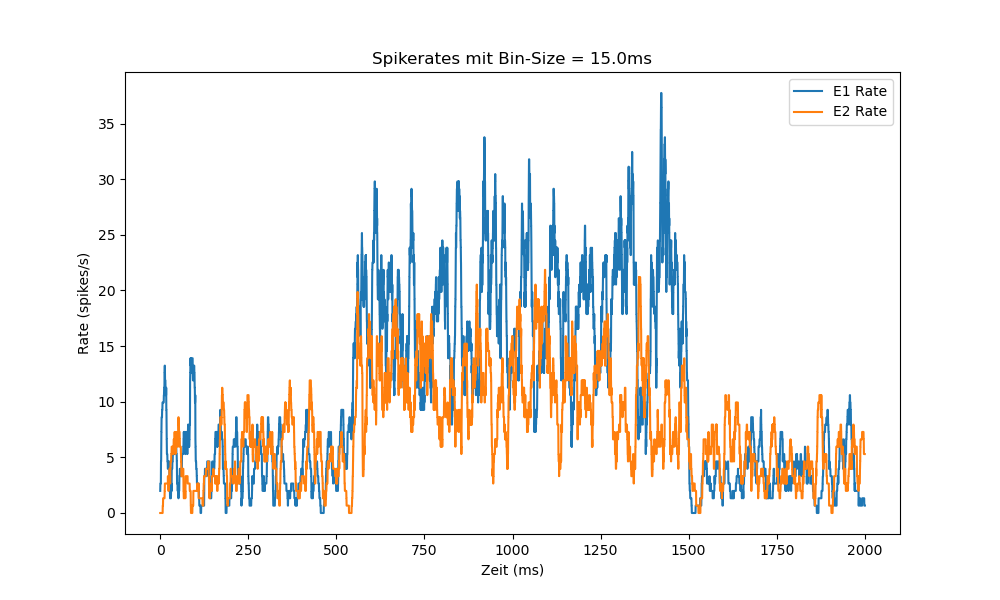 Spikerates mit Bin-Size = 15.0ms
E1 Rate
E2 Rate
Rate (spikes/s)
35
30
25
20
15
10
5
0
0 250 500 750 1000 1250 1500 1750 2000
Zeit (ms)